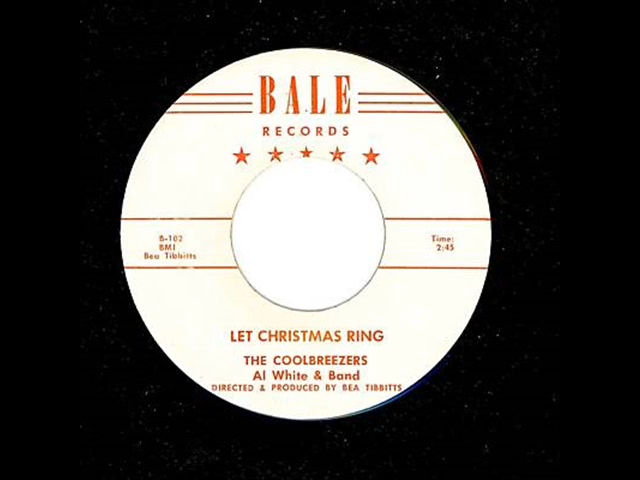 BALE
RECORDS
B-102
BMI
Bea Tibbitts
Time:
2:45
LET CHRISTMAS RING
THE COOLBREEZERS
Al White & Band
DIRECTED & PRODUCED BY BEA TIBBITTS